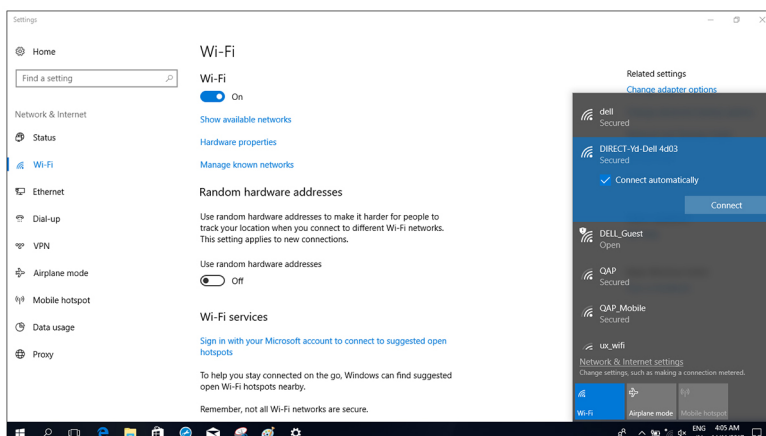 Settings
Home
Find a setting
Network & Internet
Status
Wi-Fi
Ethernet
Dial-up
VPN
Airplane mode
Mobile hotspot
Data usage
Proxy
Wi-Fi
Wi-Fi
On
Show available networks
Hardware properties
Manage known networks
Random hardware addresses
Use random hardware addresses to make it harder for people to
track your location when you connect to different Wi-Fi networks.
This setting applies to new connections.
Use random hardware addresses
Off
Wi-Fi services
Sign in with your Microsoft account to connect to suggested open
hotspots
To help you stay connected on the go, Windows can find suggested
open Wi-Fi hotspots nearby.
Remember, not all Wi-Fi networks are secure.
Related settings
Change adapter options
dell
Secured
DIRECT-Yd-Dell 4d03
Secured
Connect automatically
Connect
DELL_Guest
Open
QAP
Secured
QAP_Mobile
Secured
ux_wifi
Network & Internet settings
Change settings, such as making a connection metered.
Wi-Fi
Airplane mode
Mobile hotspot
ENG
4:05 AM